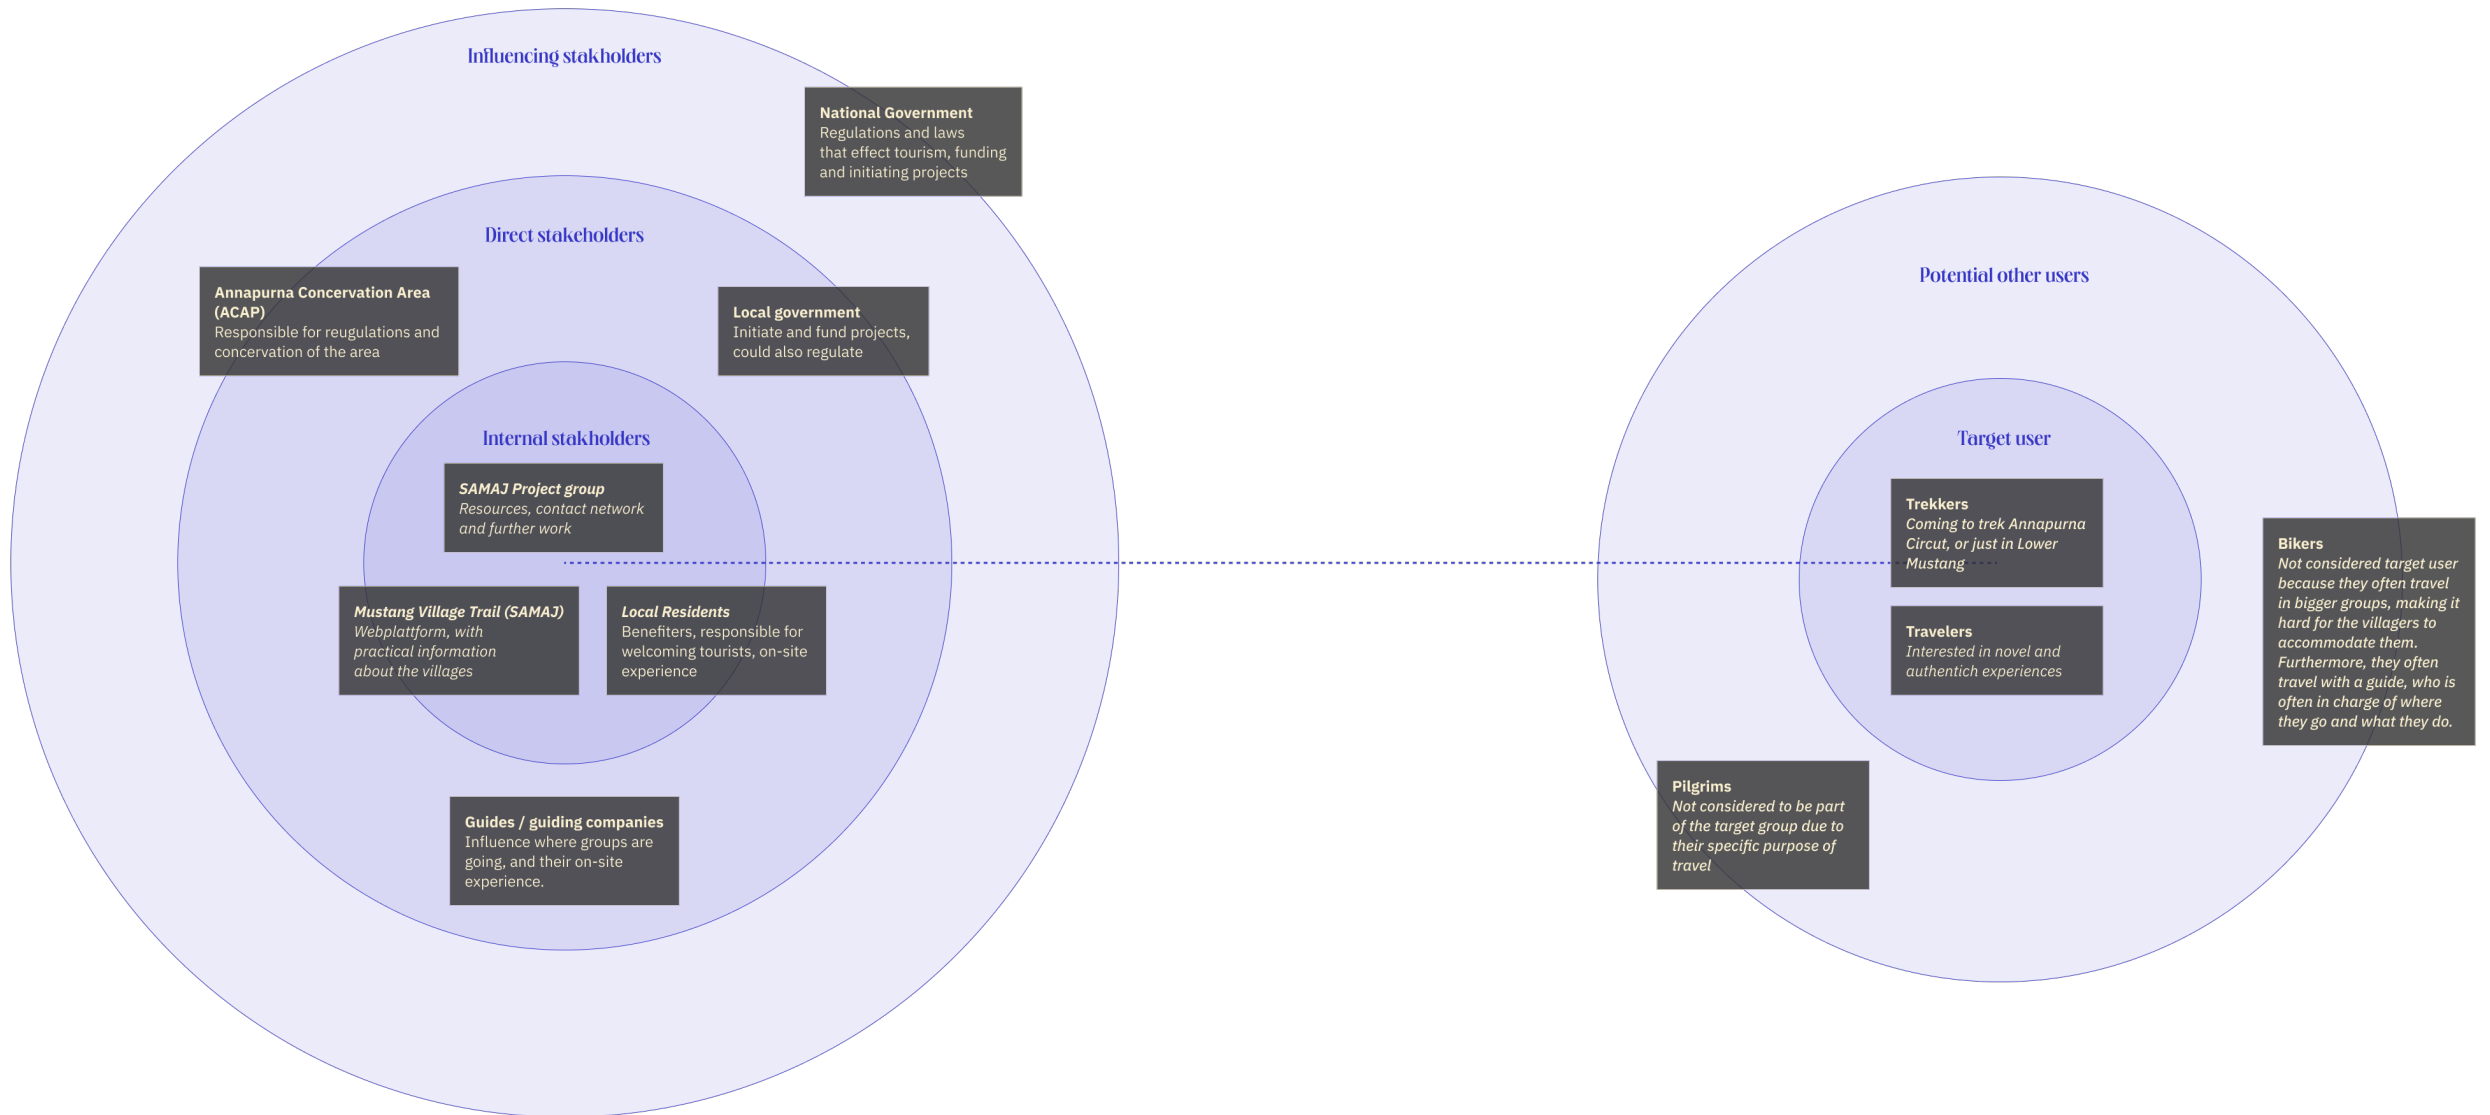 Influencing stakholders
National Government
Regulations and laws
that effect tourism, funding
and initiating projects
Direct stakeholders
Annapurna Concervation Area
(ACAP)
Responsible for reugulations and
concervation of the area
Local government
Initiate and fund projects,
could also regulate
Internal stakholders
SAMAJ Project group
Resources, contact network
and further work
Mustang Village Trail (SAMAJ)
Webplattform, with
practical information
about the villages
Local Residents
Benefiters, responsible for
welcoming tourists, on-site
experience
Guides / guiding companies
Influence where groups are
going, and their on-site
experience.
Potential other users
Target user
Trekkers
Coming to trek Annapurna
Circut, or just in Lower
Mustang
Travelers
Interested in novel and
authentich experiences
Bikers
Not considered target user
because they often travel
in bigger groups, making it
hard for the villagers to
accommodate them.
Furthermore, they often
travel with a guide, who is
often in charge of where
they go and what they do.
Pilgrims
Not considered to be part
of the target group due to
their specific purpose of
travel